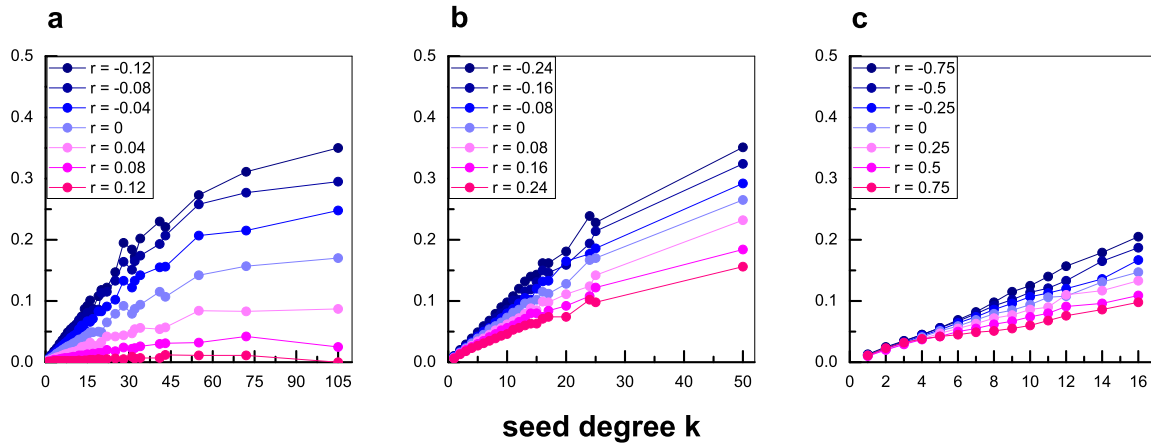 a
b
c
0.5
0.4
0.3
0.2
0.1
0.0
r = -0.12
r = -0.08
r = -0.04
r = 0
r = 0.04
r = 0.08
r = 0.12
0 15 30 45 60 75 90 105
0.5
0.4
0.3
0.2
0.1
0.0
r = -0.24
r = -0.16
r = -0.08
r = 0
r = 0.08
r = 0.16
r = 0.24
0 10 20 30 40 50
0.5
0.4
0.3
0.2
0.1
0.0
r = -0.75
r = -0.5
r = -0.25
r = 0
r = 0.25
r = 0.5
r = 0.75
0 2 4 6 8 10 12 14 16
seed degree k